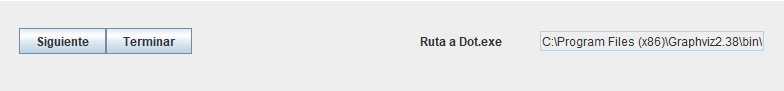 Siguiente Terminar Ruta a Dot.exe C:\Program Files (x86)\Graphviz2.38\bin\